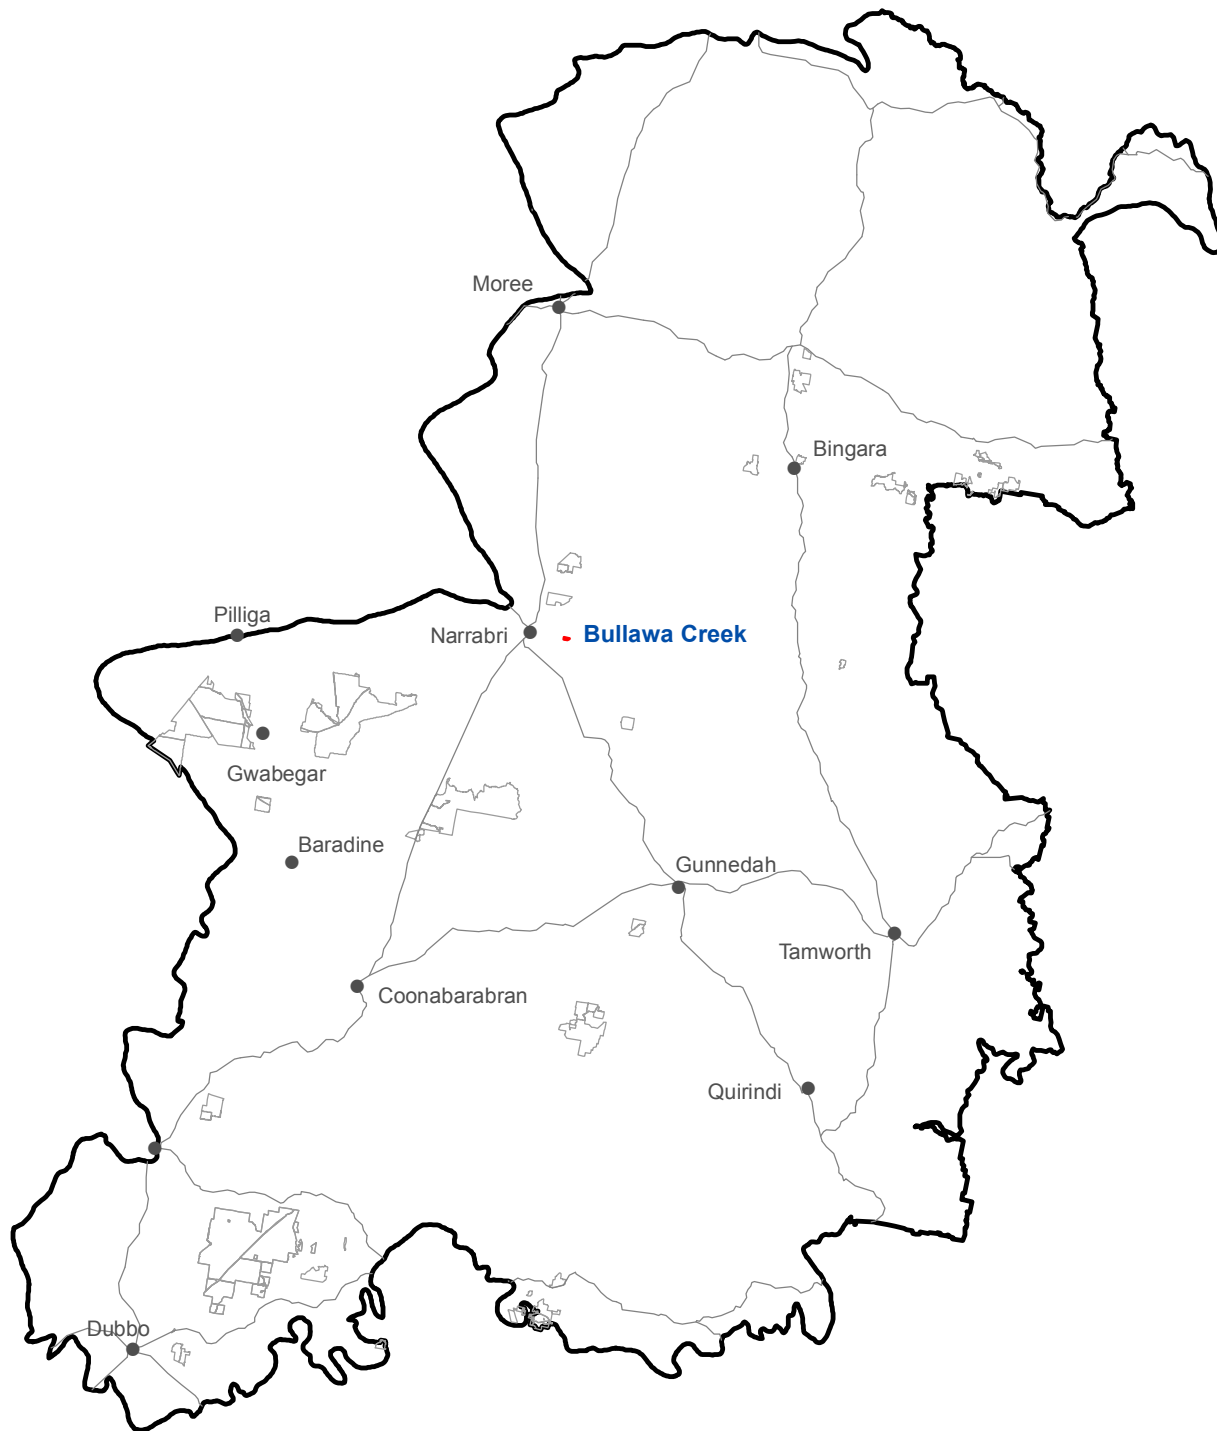 Moree
Bingara
Pilliga
Narrabri
Bullawa Creek
Gwabegar
Baradine
Gunnedah
Tamworth
Coonabarabran
Quirindi
Dubbo